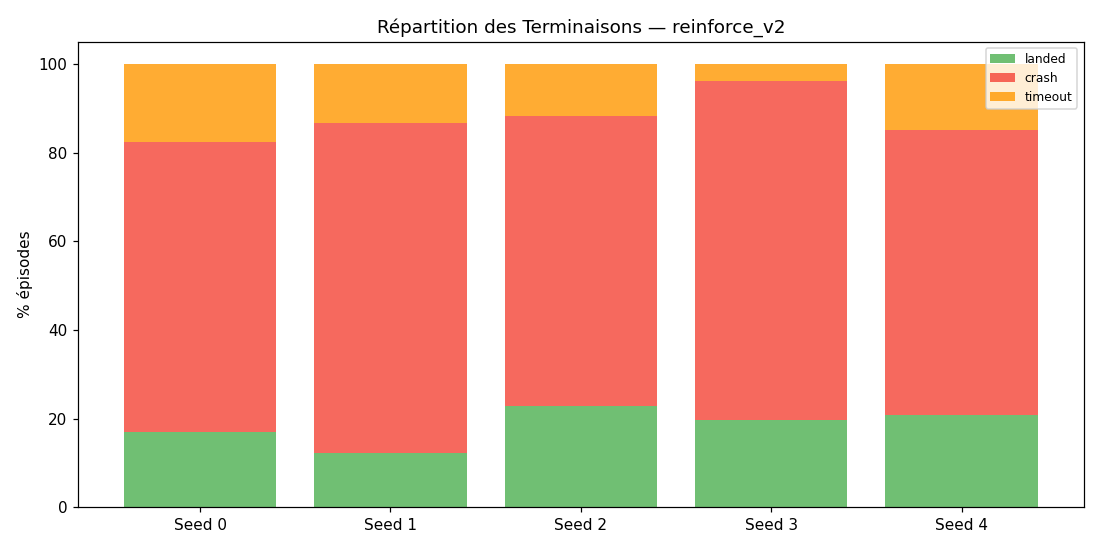 Répartition des Terminaisons — reinforce_v2
% épisodes
100
80
60
40
20
0
landed
crash
timeout
Seed 0
Seed 1
Seed 2
Seed 3
Seed 4